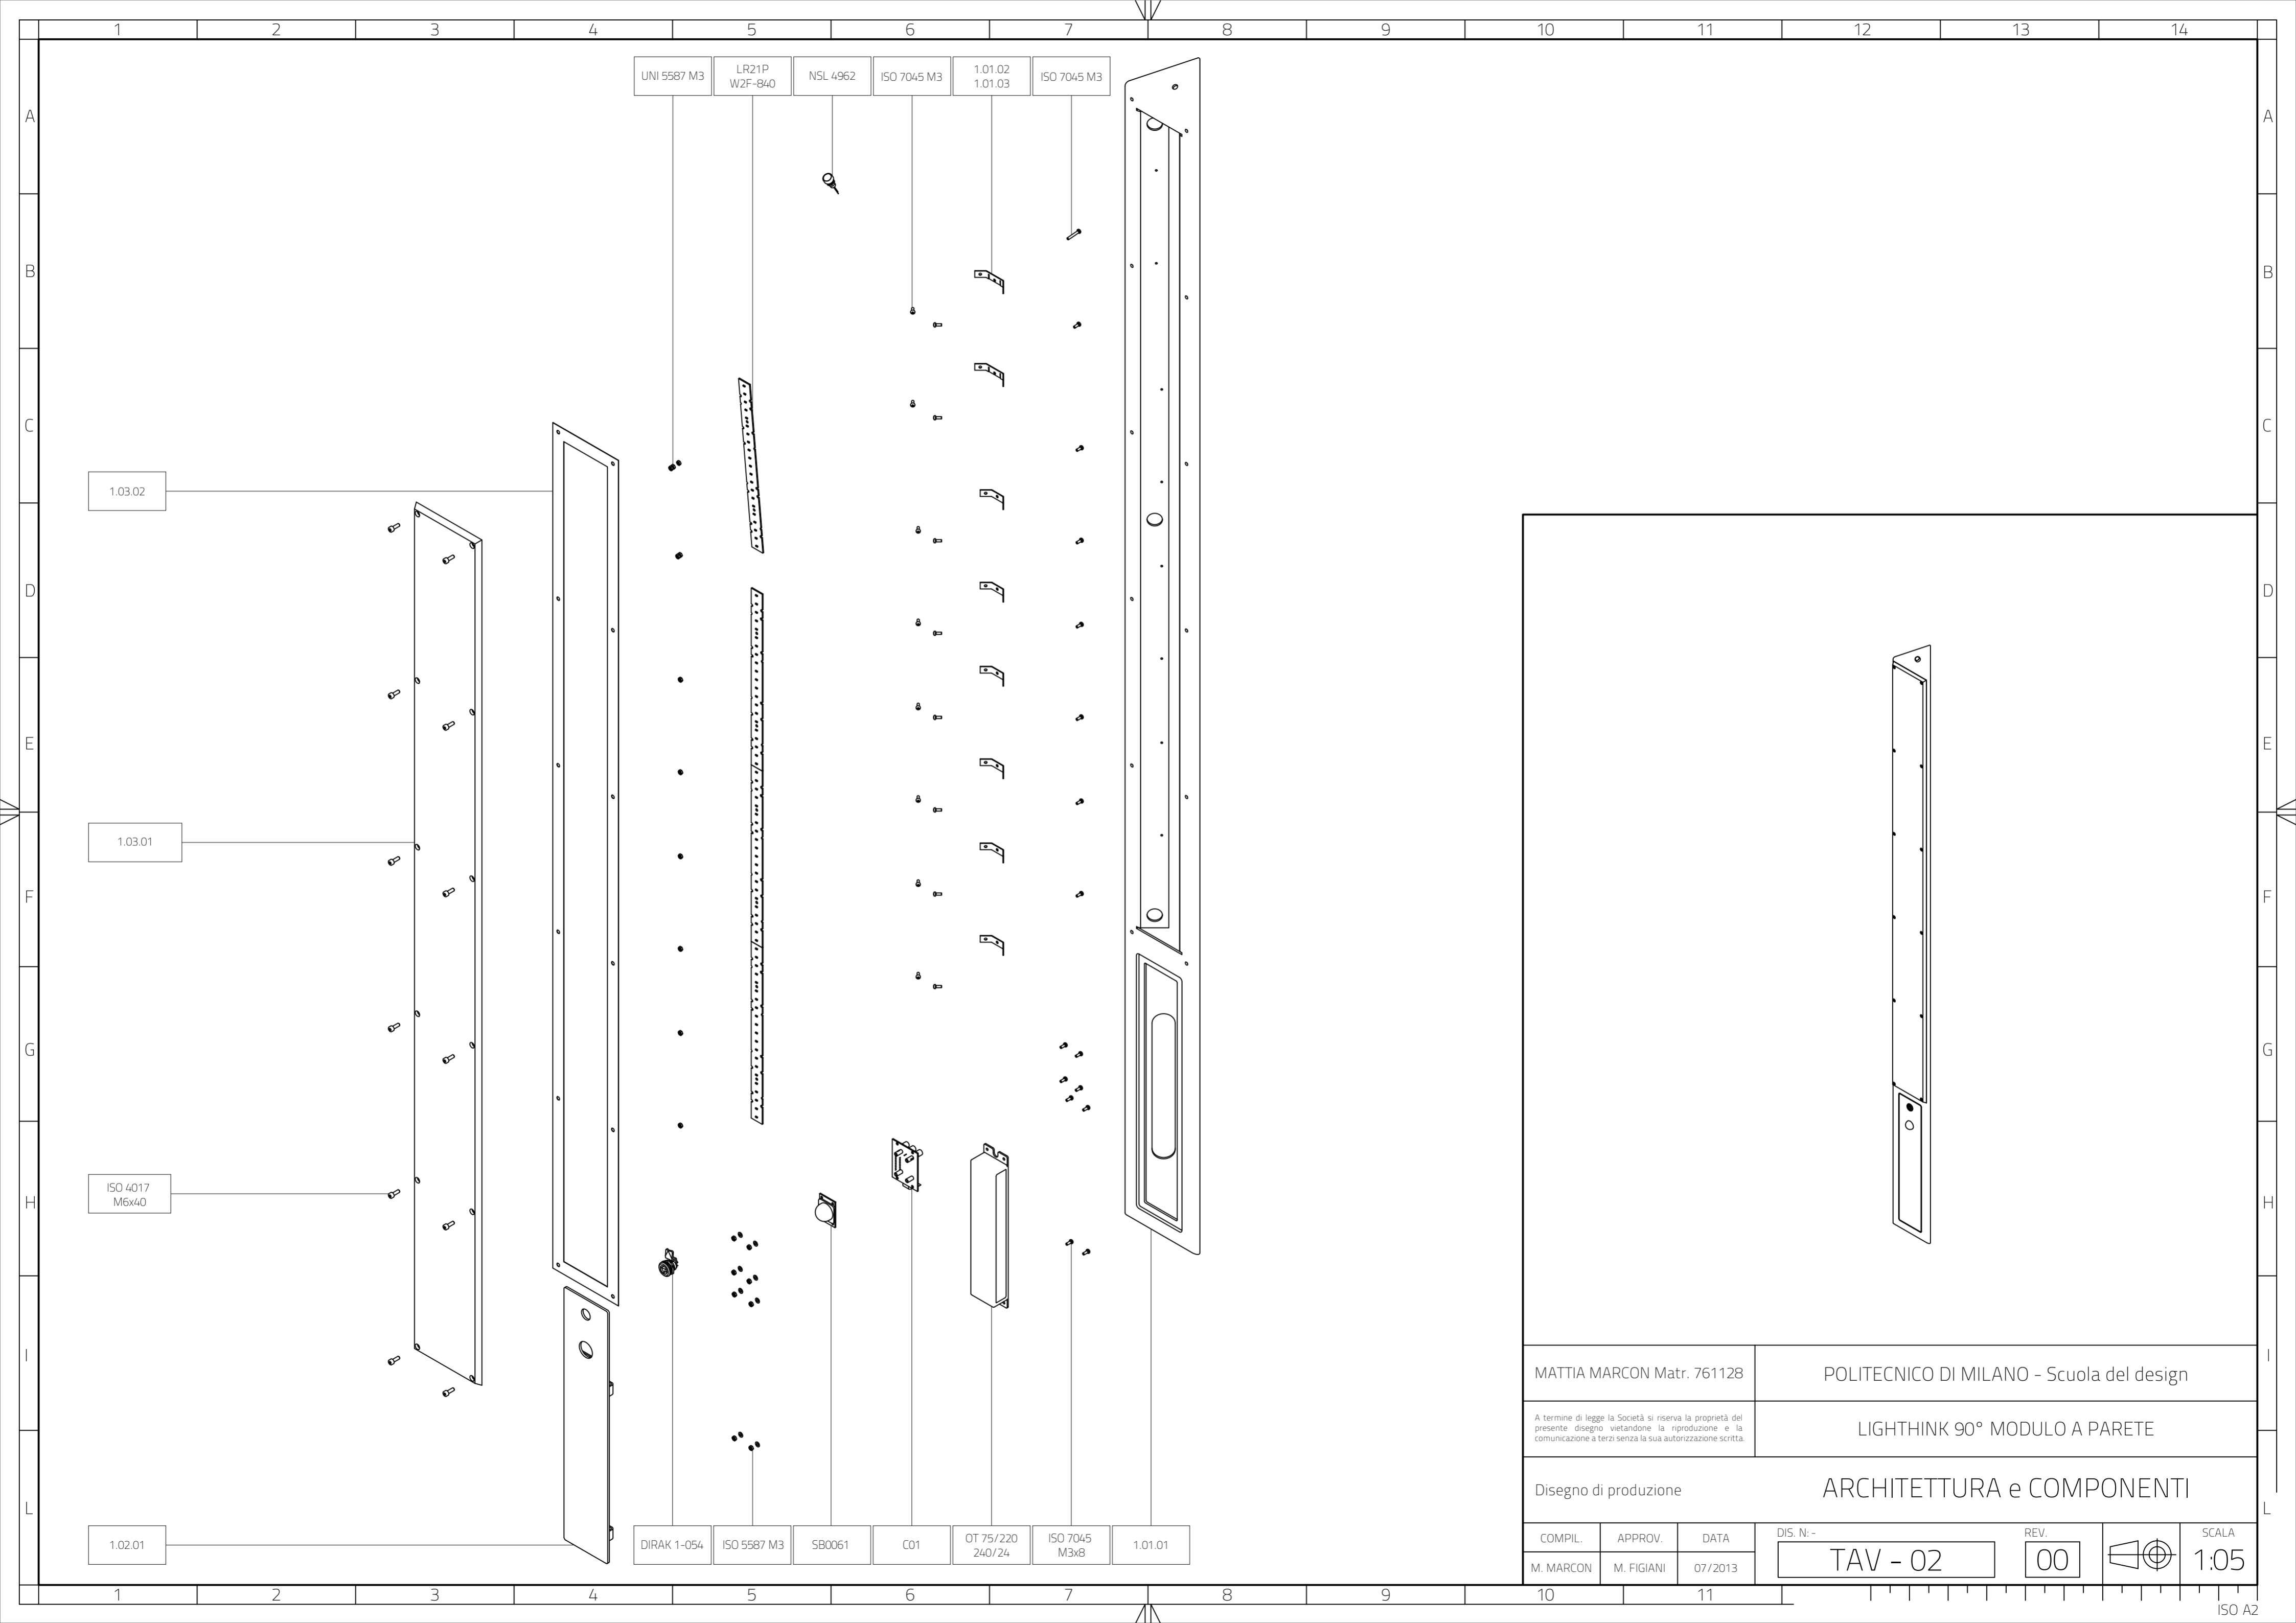 1 2 3 4 5 6 7 8 9 10 11 12 13 14
A A
B B
C C
D D
E E
F F
G G
H H
I I
L L
UNI 5587 M3
LR21P
W2F-840
NSL 4962
ISO 7045 M3
1.01.02
1.01.03
ISO 7045 M3
1.03.02
1.03.01
ISO 4017
M6x40
1.02.01
DIRAK 1-054
ISO 5587 M3
SB0061
C01
OT 75/220
240/24
ISO 7045
M3x8
1.01.01
MATTIA MARCON Matr. 761128
POLITECNICO DI MILANO - Scuola del design
A termine di legge la Società si riserva la proprietà del
presente disegno vietandone la riproduzione e la
comunicazione a terzi senza la sua autorizzazione scritta.
LIGHTHINK 90° MODULO A PARETE
Disegno di produzione
ARCHITETTURA e COMPONENTI
COMPIL. APPROV. DATA
M. MARCON M. FIGIANI 07/2013
DIS. N: -
TAV - 02
REV.
00
SCALA
1:05
1 2 3 4 5 6 7 8 9 10 11
ISO A2